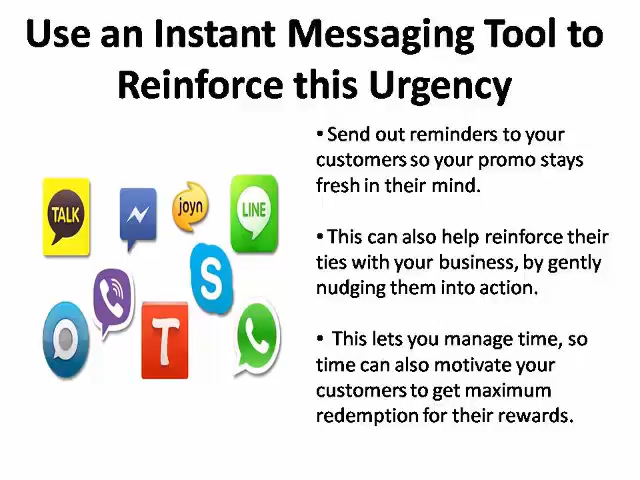 Use an Instant Messaging Tool to
Reinforce this Urgency
• Send out reminders to your
customers so your promo stays
fresh in their mind.
• This can also help reinforce their
ties with your business, by gently
nudging them into action.
• This lets you manage time, so
time can also motivate your
customers to get maximum
redemption for their rewards.
TALK
joyn
LINE
S
T